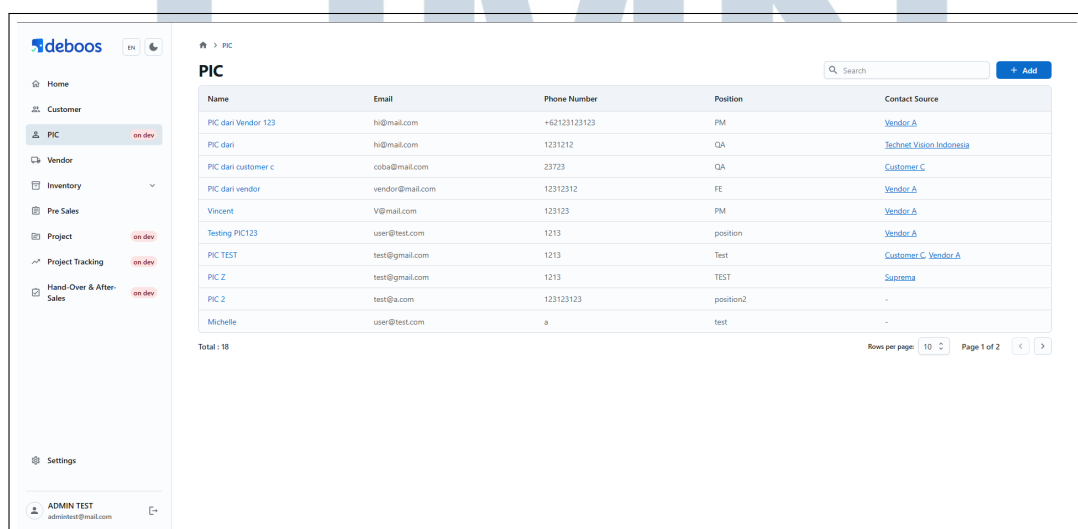 deboos EN
PIC
PIC
Search
+ Add
Home
Customer
PIC on dev
Vendor
Inventory
Pre Sales
Project on dev
Project Tracking on dev
Hand-Over & After-
Sales on dev
Settings
ADMIN TEST
admintest@mail.com
Name Email Phone Number Position Contact Source
PIC dari Vendor 123 hi@mail.com +62123123123 PM Vendor A
PIC dari hi@mail.com 1231212 QA Technet Vision Indonesia
PIC dari customer c coba@mail.com 23723 QA Customer C
PIC dari vendor vendor@mail.com 12312312 FE Vendor A
Vincent V@mail.com 123123 PM Vendor A
Testing PIC123 user@test.com 1213 position Vendor A
PIC TEST test@gmail.com 1213 Test Customer C, Vendor A
PIC Z test@gmail.com 1213 TEST Suprema
PIC 2 test@a.com 123123123 position2 -
Michelle user@test.com a test -
Total : 18 Rows per page: 10 Page 1 of 2